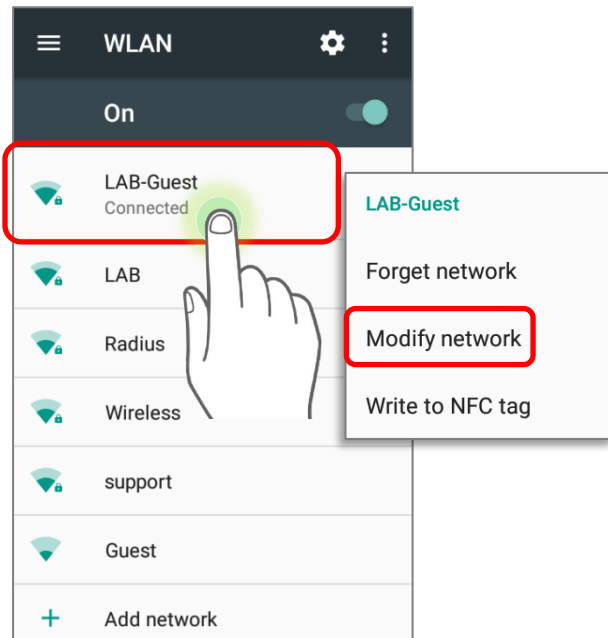 WLAN
On
LAB-Guest
Connected
LAB
Radius
Wireless
support
Guest
Add network
LAB-Guest
Forget network
Modify network
Write to NFC tag